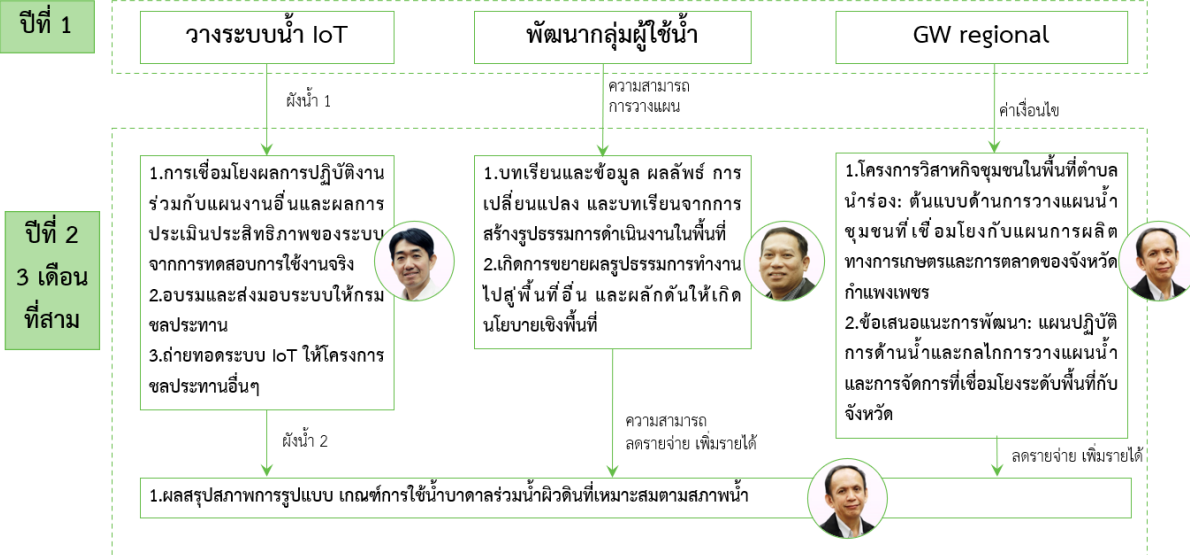 ปีที่ 1
วางระบบน้ำ IoT
พัฒนากลุ่มผู้ใช้น้ำ
GW regional
ผังน้ำ 1
ความสามารถ
การวางแผน
ค่าเงื่อนไข
ปีที่ 2
3 เดือน
ที่สาม
1.การเชื่อมโยงผลการปฏิบัติงาน
ร่วมกับแผนงานอื่นและผลการ
ประเมินประสิทธิภาพของระบบ
จากการทดสอบการใช้งานจริง
2.อบรมและส่งมอบระบบให้กรม
ชลประทาน
3.ถ่ายทอดระบบ IoT ให้โครงการ
ชลประทานอื่นๆ
1.บทเรียนและข้อมูล ผลลัพธ์ การ
เปลี่ยนแปลง และบทเรียนจากการ
สร้างรูปธรรมการดำเนินงานในพื้นที่
2.เกิดการขยายผลรูปธรรมการทำงาน
ไปสู่พื้นที่อื่น และผลักดันให้เกิด
นโยบายเชิงพื้นที่
1.โครงการวิสาหกิจชุมชนในพื้นที่ตำบล
นำร่อง: ต้นแบบด้านการวางแผนน้ำ
ชุมชนที่เชื่อมโยงกับแผนการผลิต
ทางการเกษตรและการตลาดของจังหวัด
กำแพงเพชร
2.ข้อเสนอแนะการพัฒนา: แผนปฏิบัติ
การด้านน้ำและกลไกการวางแผนน้ำ
และการจัดการที่เชื่อมโยงระดับพื้นที่กับ
จังหวัด
ผังน้ำ 2
ความสามารถ
ลดรายจ่าย เพิ่มรายได้
ลดรายจ่าย เพิ่มรายได้
1.ผลสรุปสภาพการรูปแบบ เกณฑ์การใช้น้ำบาดาลร่วมน้ำผิวดินที่เหมาะสมตามสภาพน้ำ